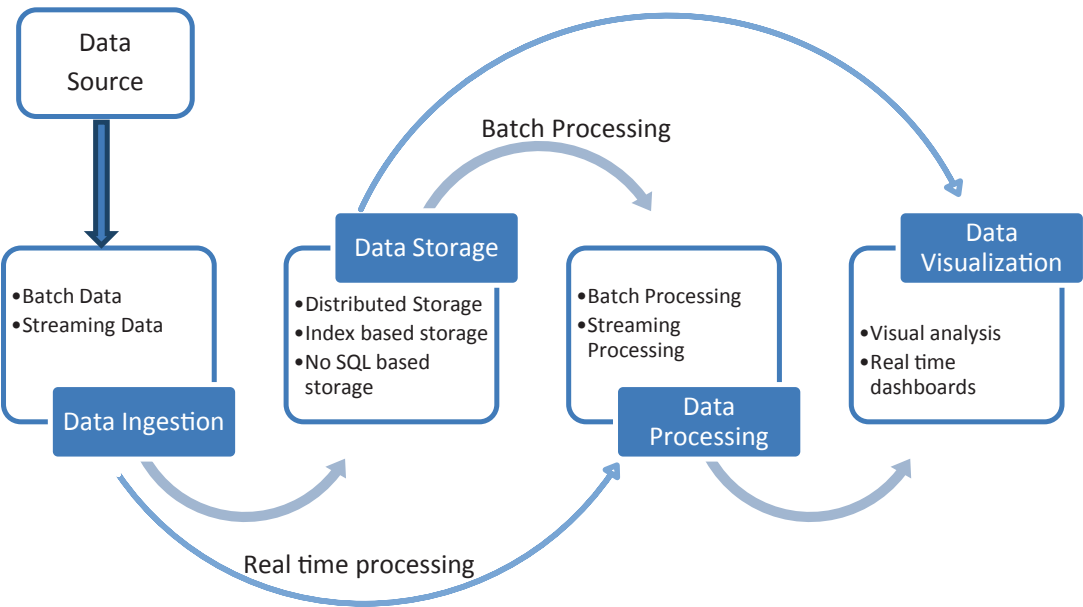 Data
Source
Batch Processing
•Batch Data
•Streaming Data
Data Ingestion
Data Storage
•Distributed Storage
•Index based storage
•No SQL based
storage
•Batch Processing
•Streaming
Processing
Data
Processing
Data
Visualization
•Visual analysis
•Real time
dashboards
Real time processing